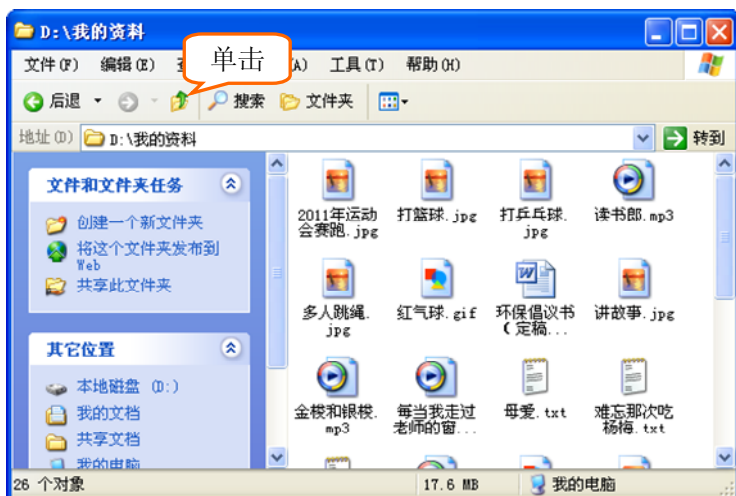 D:\我的资料
文件(F) 编辑(E) 查 (A) 工具(T) 帮助(H)
单击
后退 搜索 文件夹
地址(D) D:\我的资料 转到
文件和文件夹任务
创建一个新文件夹
将这个文件夹发布到
Web
共享此文件夹
其它位置
本地磁盘 (D:)
我的文档
共享文档
我的电脑
2011年运动
会赛跑.jpg
打篮球.jpg
打乒乓球.
jpg
读书郎.mp3
多人跳绳.
jpg
红气球.gif
环保倡议书
(定稿...
讲故事.jpg
金梭和银梭.
mp3
每当我走过
老师的窗...
母爱.txt
难忘那次吃
杨梅.txt
26 个对象 17.6 MB 我的电脑